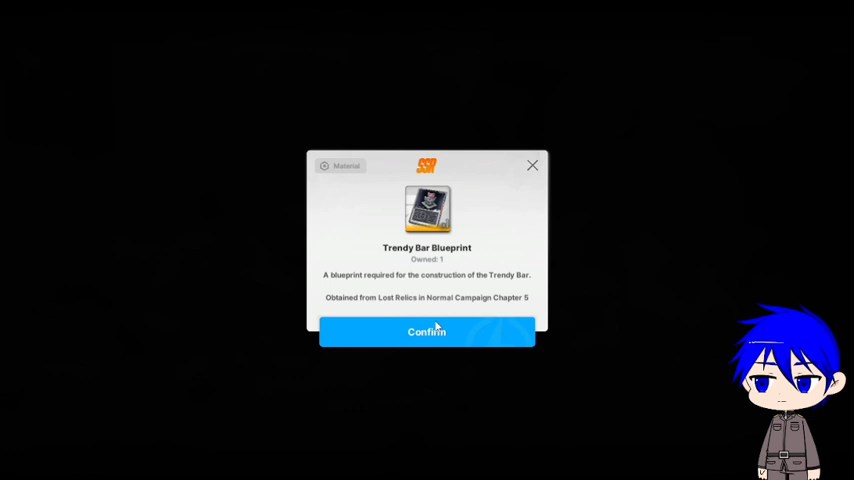 Material
SSR
Trendy Bar Blueprint
Owned: 1
A blueprint required for the construction of the Trendy Bar.
Obtained from Lost Relics in Normal Campaign Chapter 5
Confirm